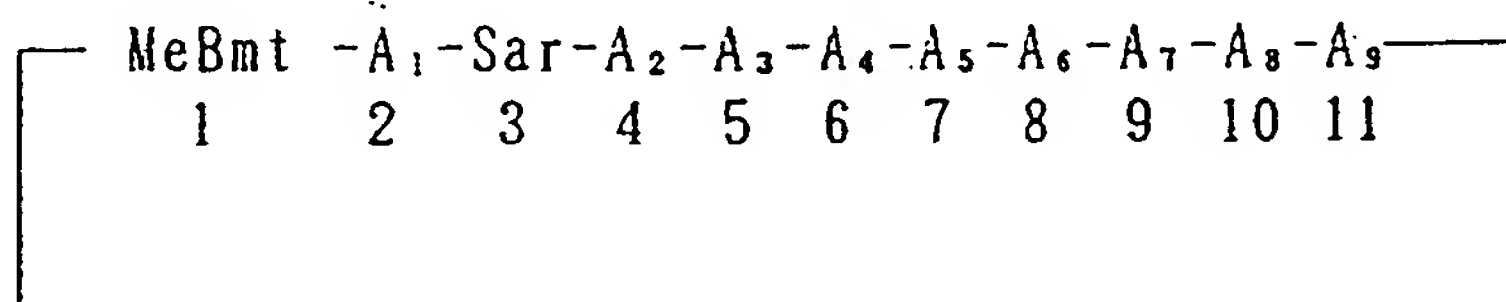 MeBmt -A₁-Sar-A₂-A₃-A₄-A₅-A₆-A₇-A₈-A₉
1 2 3 4 5 6 7 8 9 10 11